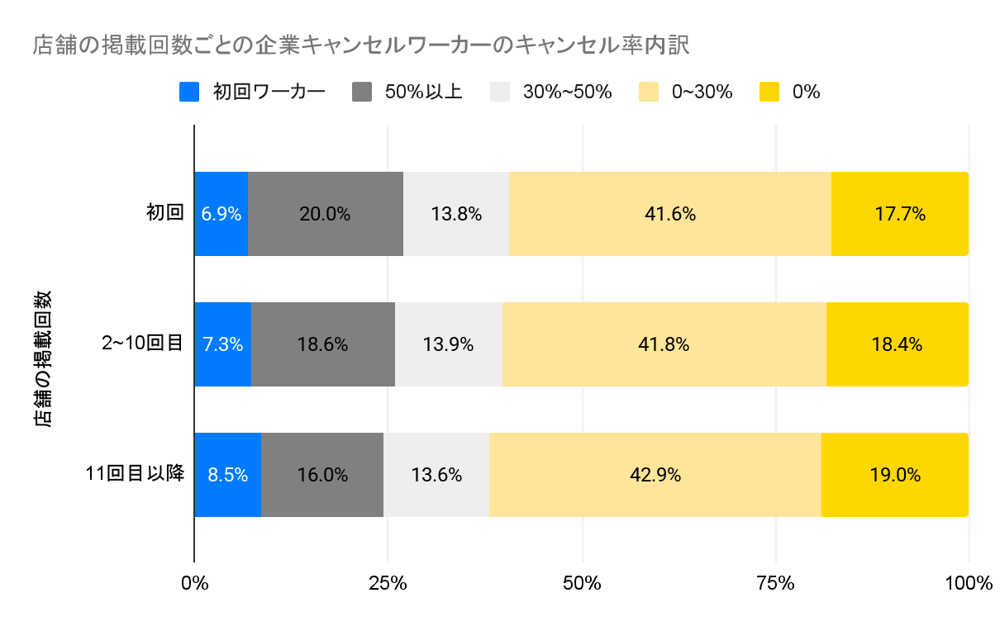 店舗の掲載回数ごとの企業キャンセルワーカーのキャンセル率内訳
初回ワーカー 50%以上 30%~50% 0~30% 0%
店舗の掲載回数
初回 6.9% 20.0% 13.8% 41.6% 17.7%
2~10回目 7.3% 18.6% 13.9% 41.8% 18.4%
11回目以降 8.5% 16.0% 13.6% 42.9% 19.0%
0% 25% 50% 75% 100%